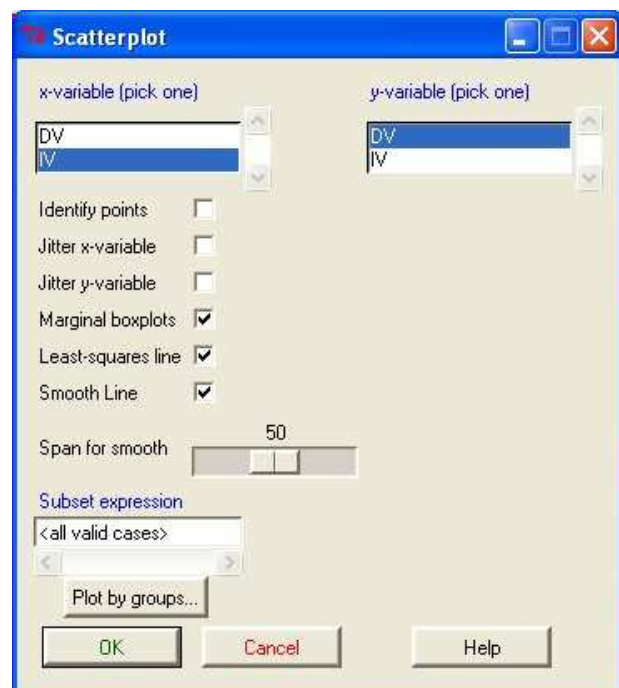 Scatterplot
x-variable (pick one) y-variable (pick one)
DV DV
IV IV
Identify points
Jitter x-variable
Jitter y-variable
Marginal boxplots
Least-squares line
Smooth Line
50
Span for smooth
Subset expression
<all valid cases>
Plot by groups...
OK Cancel Help